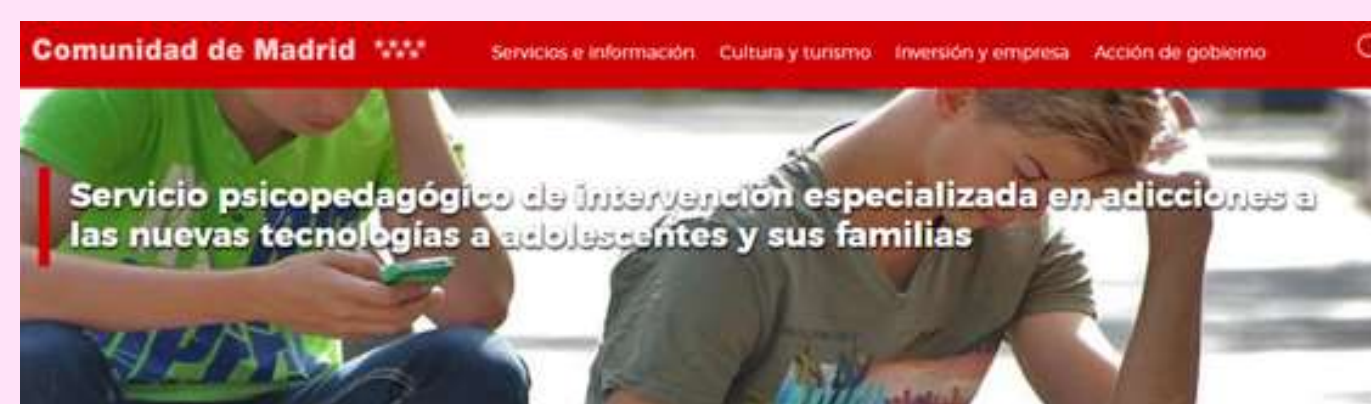 Comunidad de Madrid
Servicios e información Cultura y turismo Inversión y empresa Acción de gobierno
Servicio psicopedagógico de intervención especializada en adicciones a
las nuevas tecnologías a adolescentes y sus familias